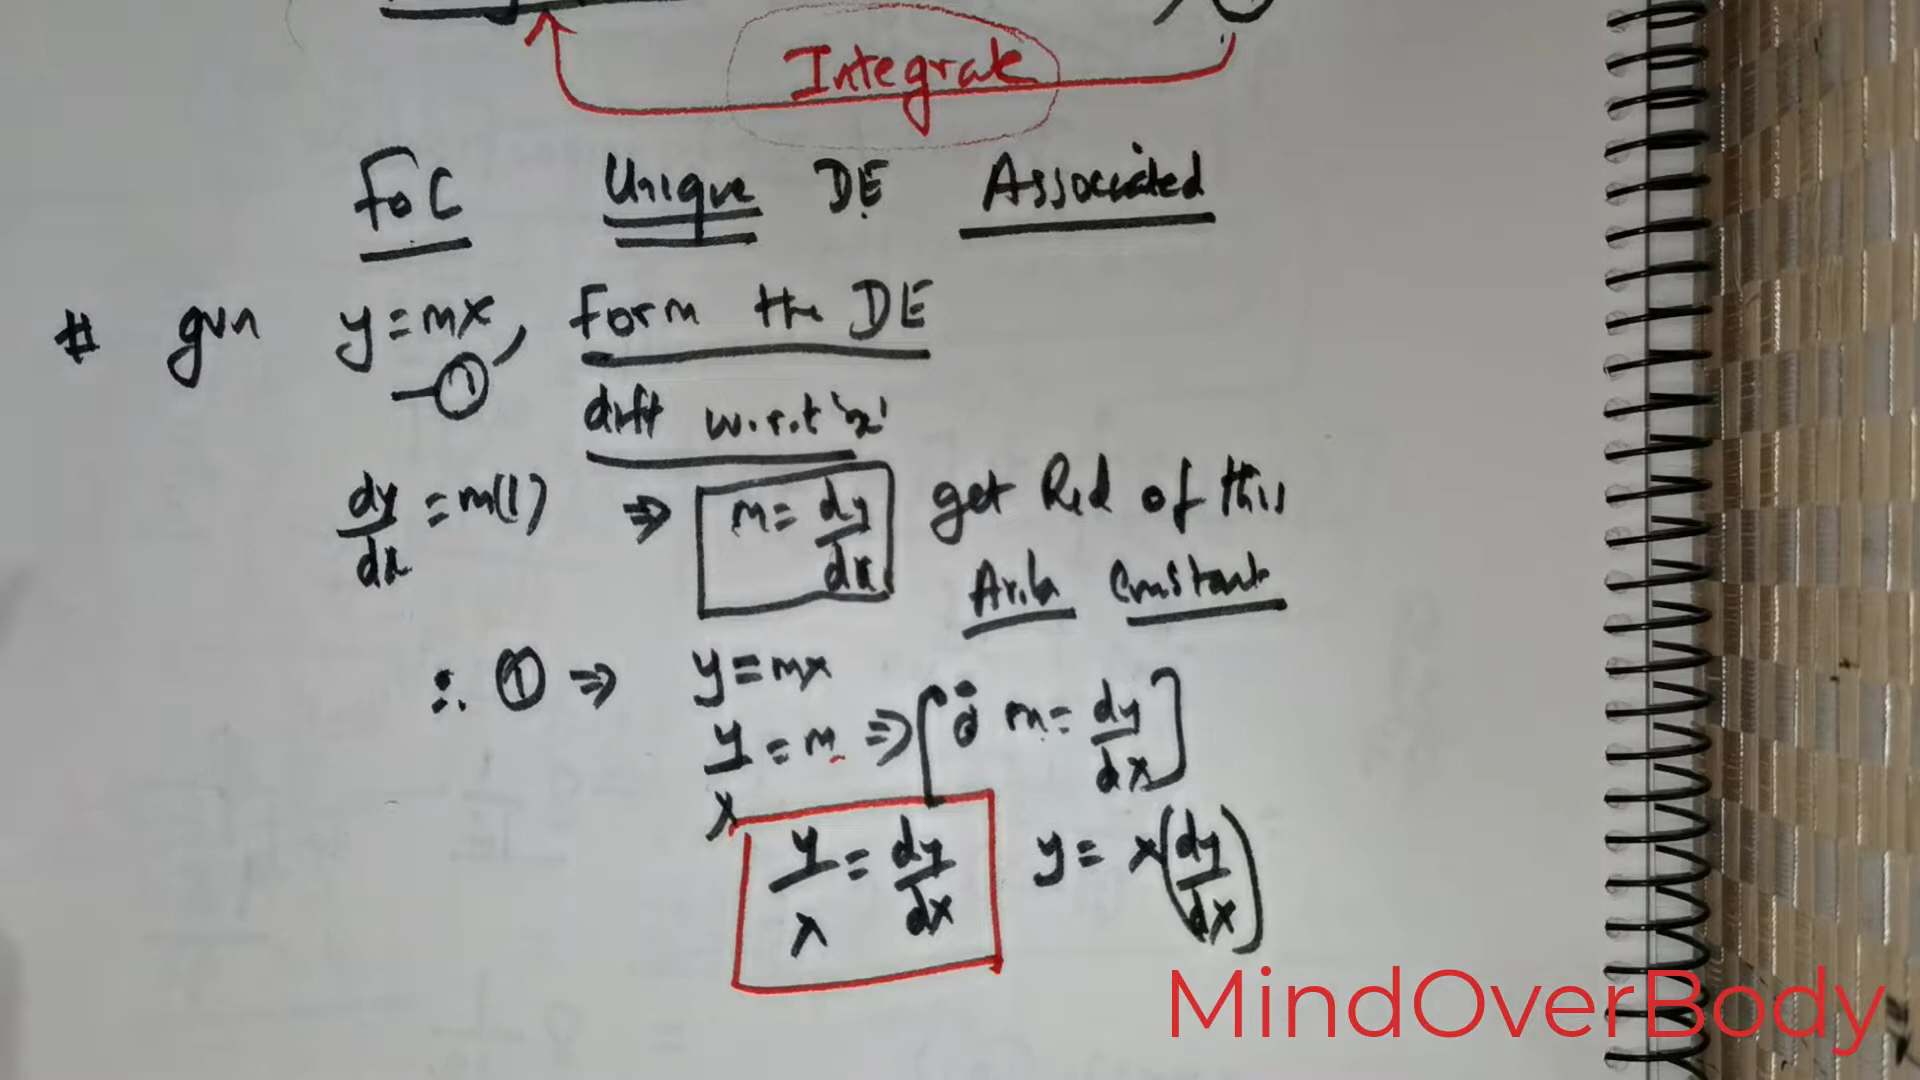 Integrate
FOC Unique DE Associated
# gvn y = mx, Form the DE
—①
diff w.r.t 'x'
dy/dx = m(1) ⇒ m = dy/dx get Rid of this
Arb Constant
∴ ① ⇒ y = mx
y/x = m ⇒ [∵ m = dy/dx]
y/x = dy/dx y = x(dy/dx)
MindOverBody